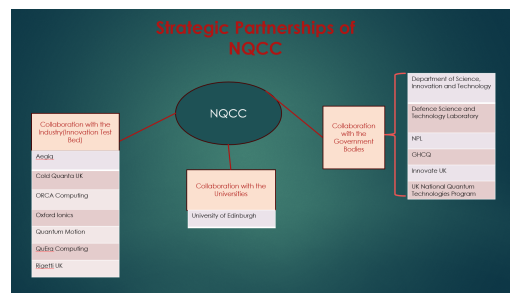 Strategic Partnerships of
NQCC
NQCC
Collaboration with the
Industry(Innovation Test
Bed)
Aegiq
Cold Quanta UK
ORCA Computing
Oxford Ionics
Quantum Motion
QuEra Computing
Rigetti UK
Collaboration with the
Universities
University of Edinburgh
Collaboration
with the
Government
Bodies
Department of Science,
Innovation and Technology
Defence Science and
Technology Laboratory
NPL
GHCQ
Innovate UK
UK National Quantum
Technologies Program